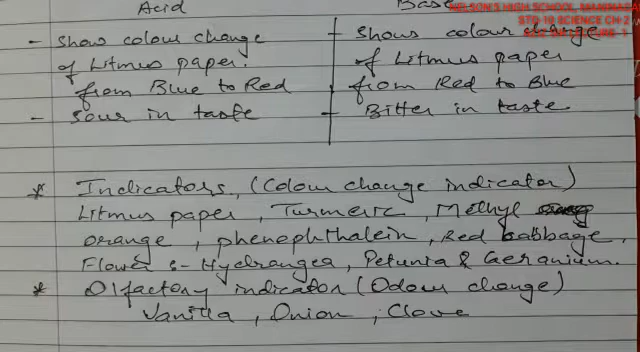 Acid Base
- Show colour change + Shows colour change
of Litmus paper. of Litmus paper
from Blue to Red from Red to Blue
- Sour in taste + Bitter in taste
* Indicators, (Colour change indicator)
Litmus paper, Turmeric, Methyl
orange, phenophthalein, Red Cabbage,
Flower :- Hydrangea, Petunia & Geranium.
* Olfactory indicator (Odour change)
Vanilla, Onion, Clove
NELSON'S HIGH SCHOOL,
STD 10 SCIENCE CH 2